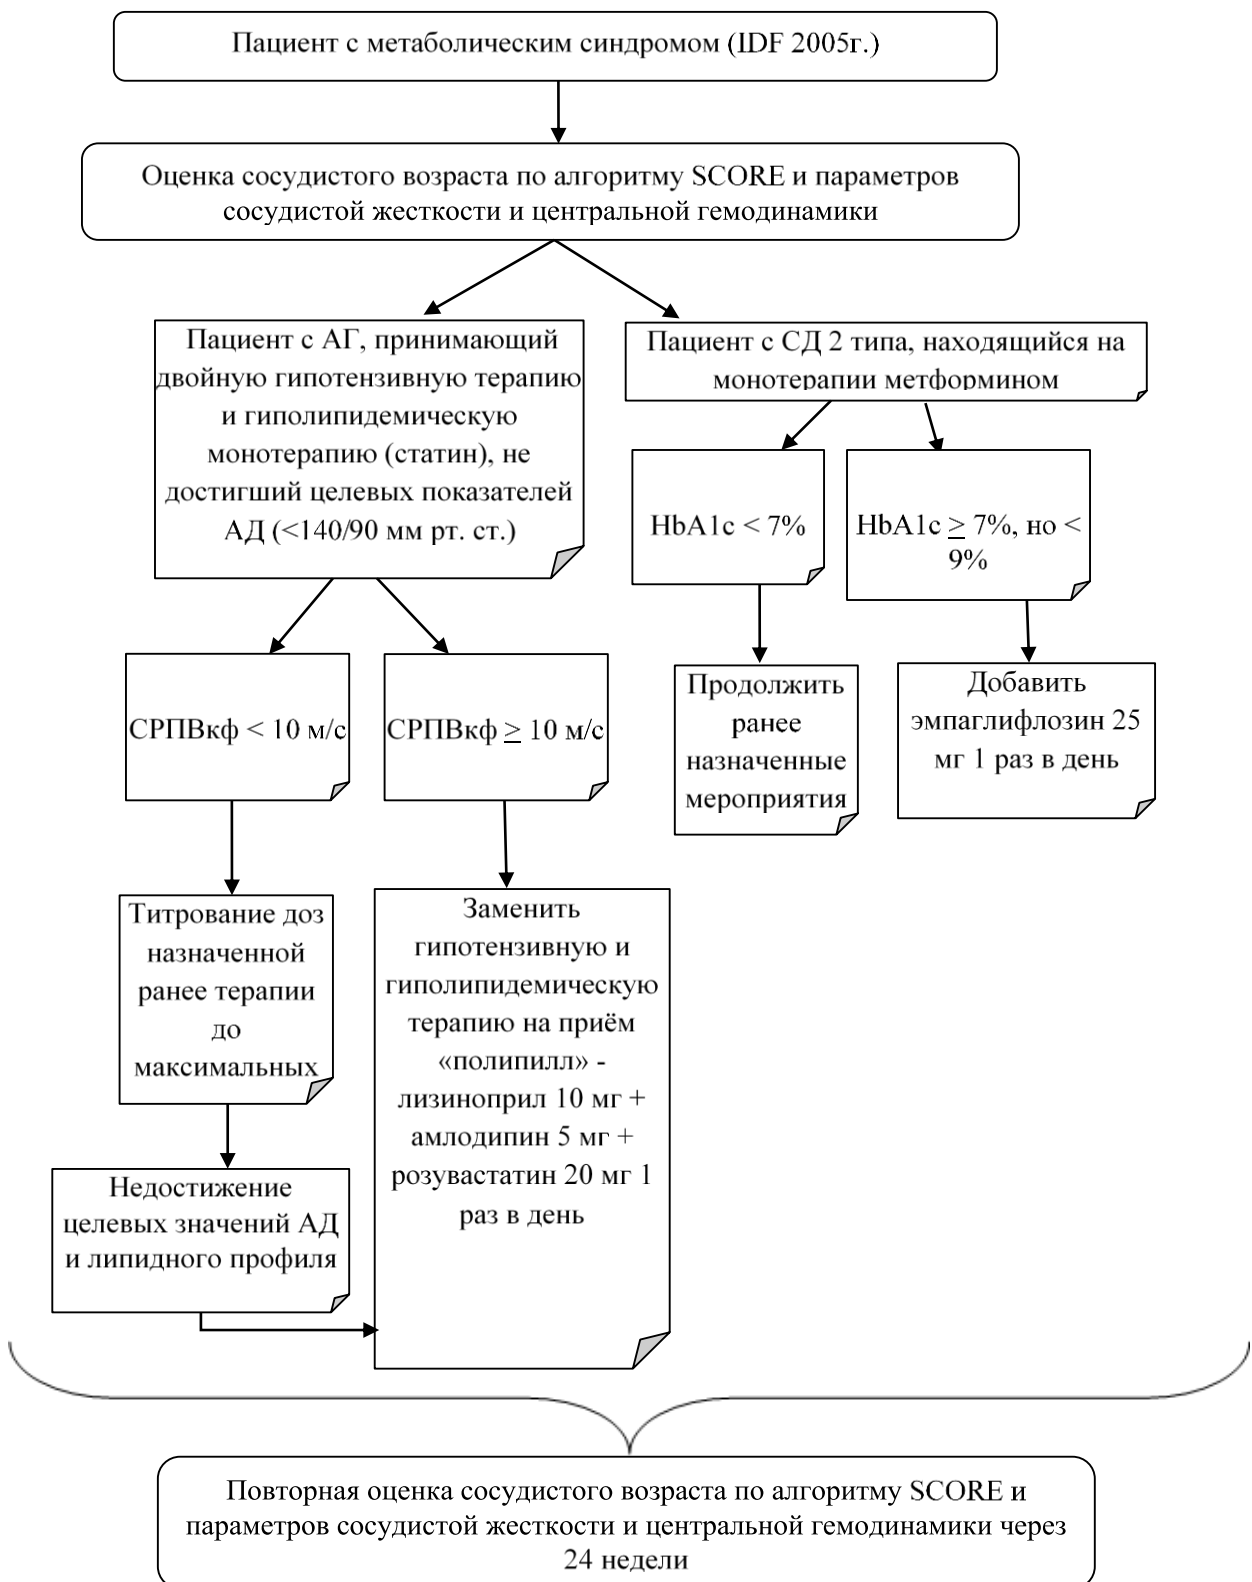 Пациент с метаболическим синдромом (IDF 2005г.)
Оценка сосудистого возраста по алгоритму SCORE и параметров
сосудистой жесткости и центральной гемодинамики
Пациент с АГ, принимающий
двойную гипотензивную терапию
и гиполипидемическую
монотерапию (статин), не
достигший целевых показателей
АД (<140/90 мм рт. ст.)
Пациент с СД 2 типа, находящийся на
монотерапии метформином
HbA1c < 7%
HbA1c ≥ 7%, но <
9%
СРПВкф < 10 м/с
СРПВкф ≥ 10 м/с
Продолжить
ранее
назначенные
мероприятия
Добавить
эмпаглифлозин 25
мг 1 раз в день
Титрование доз
назначенной
ранее терапии
до
максимальных
Заменить
гипотензивную и
гиполипидемическую
терапию на приём
«полипилл» -
лизиноприл 10 мг +
амлодипин 5 мг +
розувастатин 20 мг 1
раз в день
Недостижение
целевых значений АД
и липидного профиля
Повторная оценка сосудистого возраста по алгоритму SCORE и
параметров сосудистой жесткости и центральной гемодинамики через
24 недели